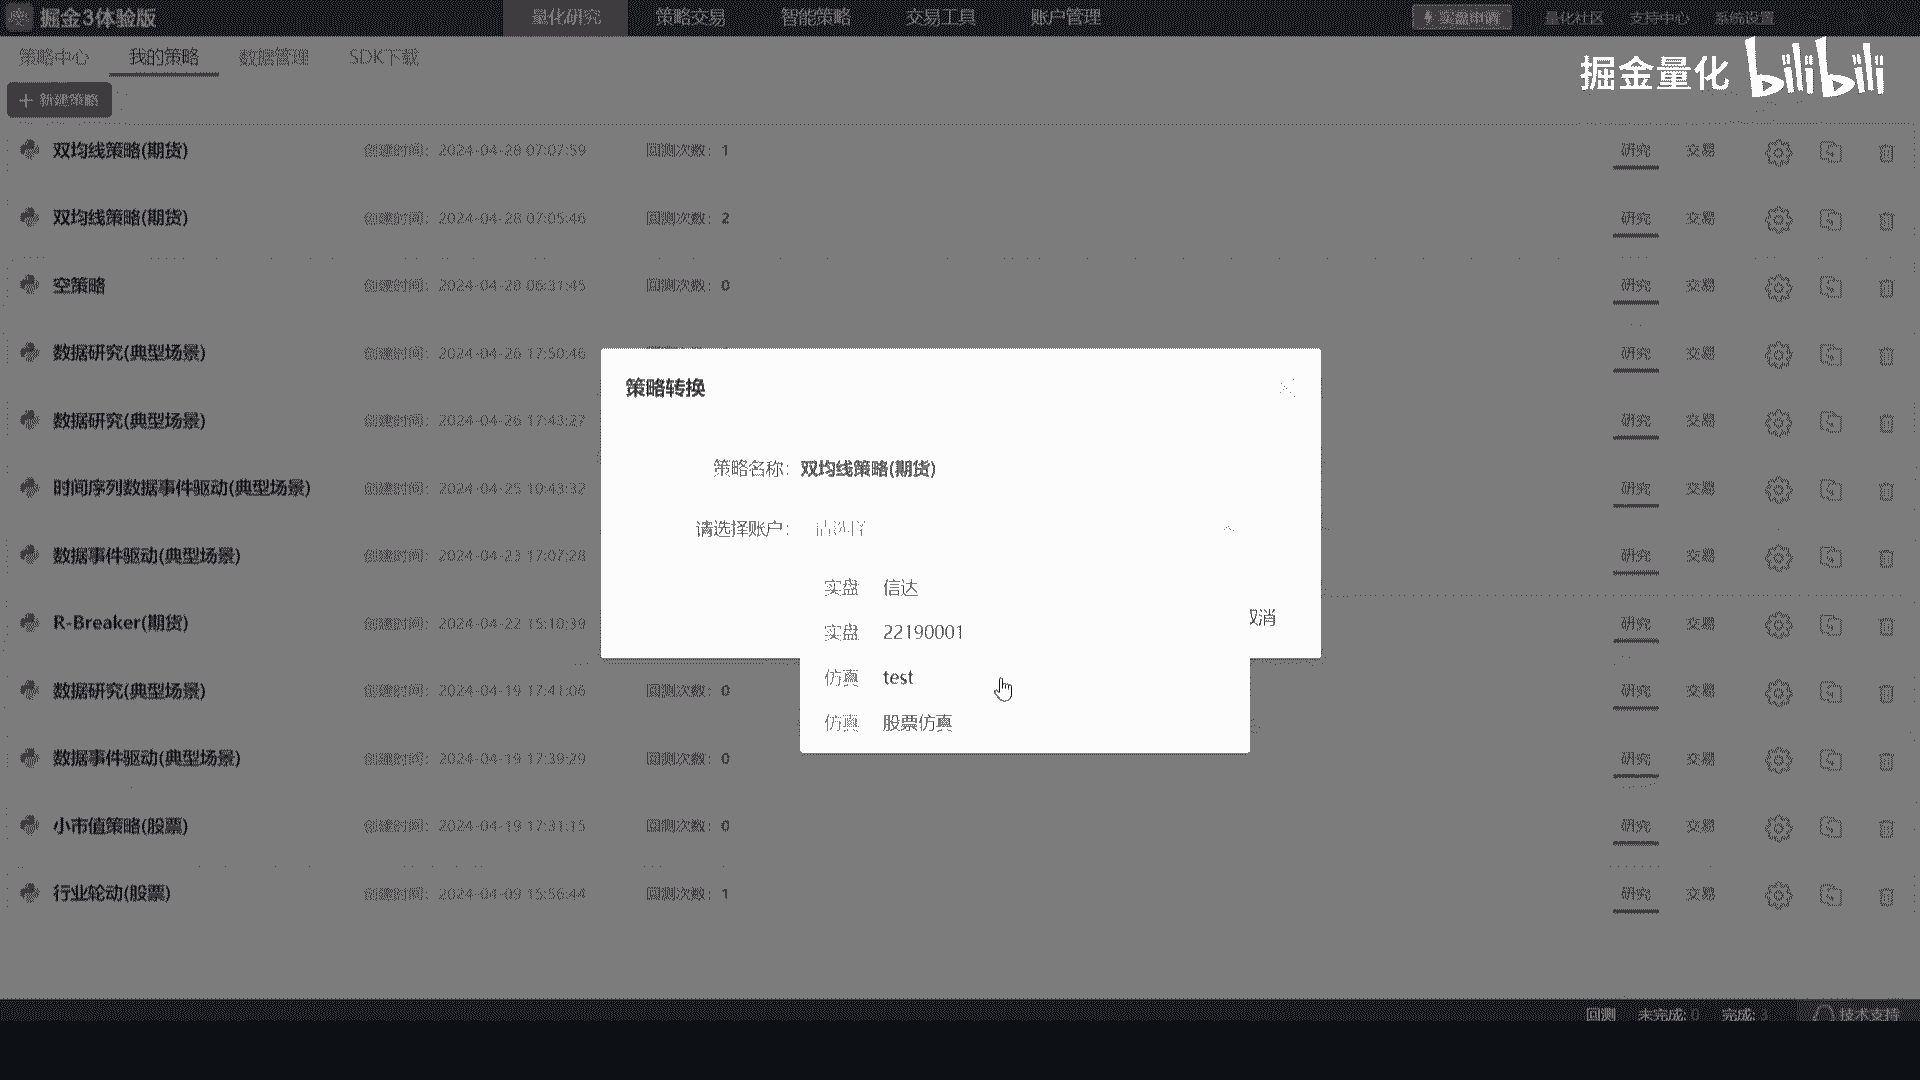 掘金3体验版 量化研究 策略交易 智能策略 交易工具 账户管理 实盘申请 量化社区 支持中心 系统设置
策略中心 我的策略 数据管理 SDK下载
掘金量化 bilibili
+ 新建策略
双均线策略(期货) 创建时间: 2024-04-28 07:07:59 回测次数: 1 研究 交易
双均线策略(期货) 创建时间: 2024-04-28 07:05:46 回测次数: 2 研究 交易
空策略 创建时间: 2024-04-28 06:31:45 回测次数: 0 研究 交易
数据研究(典型场景) 创建时间: 2024-04-26 17:50:46 研究 交易
数据研究(典型场景) 创建时间: 2024-04-26 17:43:27 研究 交易
时间序列数据事件驱动(典型场景) 创建时间: 2024-04-25 10:43:32 研究 交易
数据事件驱动(典型场景) 创建时间: 2024-04-23 17:07:28 研究 交易
R-Breaker(期货) 创建时间: 2024-04-22 15:10:39 研究 交易
数据研究(典型场景) 创建时间: 2024-04-19 17:41:06 回测次数: 0 研究 交易
数据事件驱动(典型场景) 创建时间: 2024-04-19 17:39:29 回测次数: 0 研究 交易
小市值策略(股票) 创建时间: 2024-04-19 17:31:15 回测次数: 0 研究 交易
行业轮动(股票) 创建时间: 2024-04-09 15:56:44 回测次数: 1 研究 交易
策略转换
策略名称: 双均线策略(期货)
请选择账户: 请选择
实盘 信达
实盘 22190001
取消
仿真 test
仿真 股票仿真
回测 未完成: 0 完成: 3 技术支持